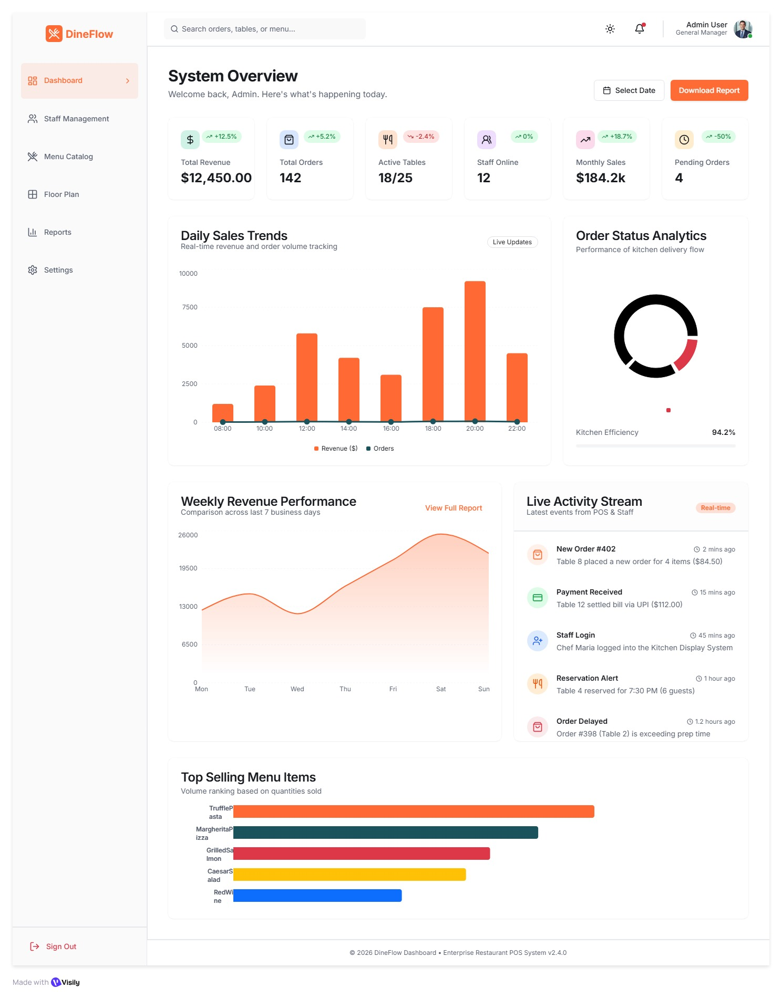 DineFlow
Search orders, tables, or menu...
Admin User
General Manager
Dashboard
Staff Management
Menu Catalog
Floor Plan
Reports
Settings
Sign Out
System Overview
Welcome back, Admin. Here's what's happening today.
Select Date
Download Report
+12.5%
Total Revenue
$12,450.00
+5.2%
Total Orders
142
-2.4%
Active Tables
18/25
0%
Staff Online
12
+18.7%
Monthly Sales
$184.2k
-50%
Pending Orders
4
Daily Sales Trends
Real-time revenue and order volume tracking
Live Updates
10000
7500
5000
2500
0
08:00 10:00 12:00 14:00 16:00 18:00 20:00 22:00
Revenue ($) Orders
Order Status Analytics
Performance of kitchen delivery flow
Kitchen Efficiency 94.2%
Weekly Revenue Performance
Comparison across last 7 business days
View Full Report
26000
19500
13000
6500
0
Mon Tue Wed Thu Fri Sat Sun
Live Activity Stream
Latest events from POS & Staff
Real-time
New Order #402 2 mins ago
Table 8 placed a new order for 4 items ($84.50)
Payment Received 15 mins ago
Table 12 settled bill via UPI ($112.00)
Staff Login 45 mins ago
Chef Maria logged into the Kitchen Display System
Reservation Alert 1 hour ago
Table 4 reserved for 7:30 PM (6 guests)
Order Delayed 1.2 hours ago
Order #398 (Table 2) is exceeding prep time
Top Selling Menu Items
Volume ranking based on quantities sold
TruffleP
asta
MargheritaP
izza
GrilledSa
lmon
CaesarS
alad
RedWi
ne
© 2026 DineFlow Dashboard • Enterprise Restaurant POS System v2.4.0
Made with Visily